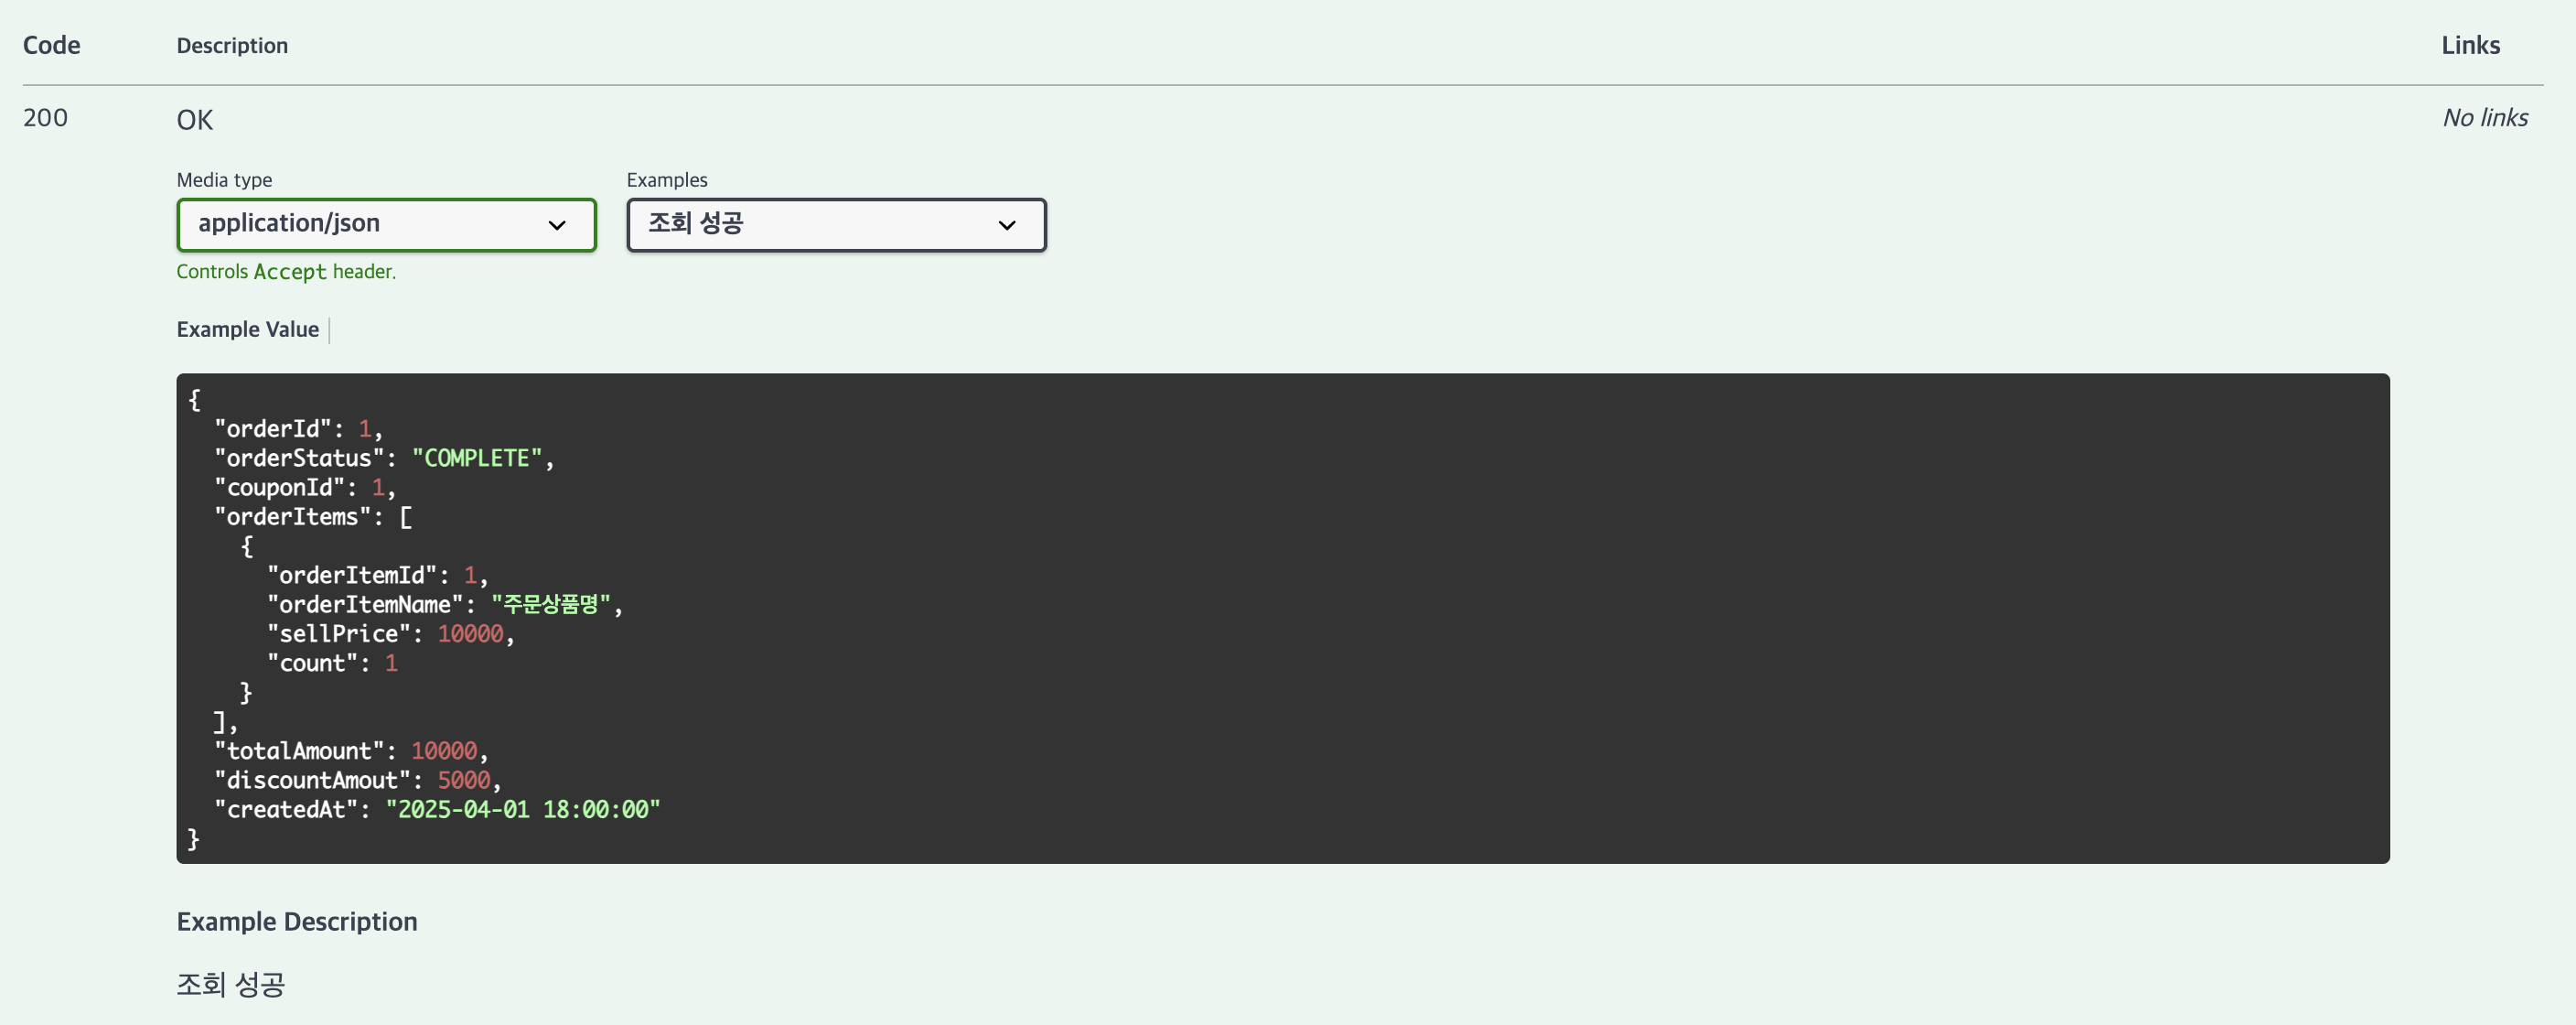 Code Description Links
200 OK No links
Media type Examples
application/json 조회 성공
Controls Accept header.
Example Value
{
  "orderId": 1,
  "orderStatus": "COMPLETE",
  "couponId": 1,
  "orderItems": [
    {
      "orderItemId": 1,
      "orderItemName": "주문상품명",
      "sellPrice": 10000,
      "count": 1
    }
  ],
  "totalAmount": 10000,
  "discountAmout": 5000,
  "createdAt": "2025-04-01 18:00:00"
}
Example Description
조회 성공